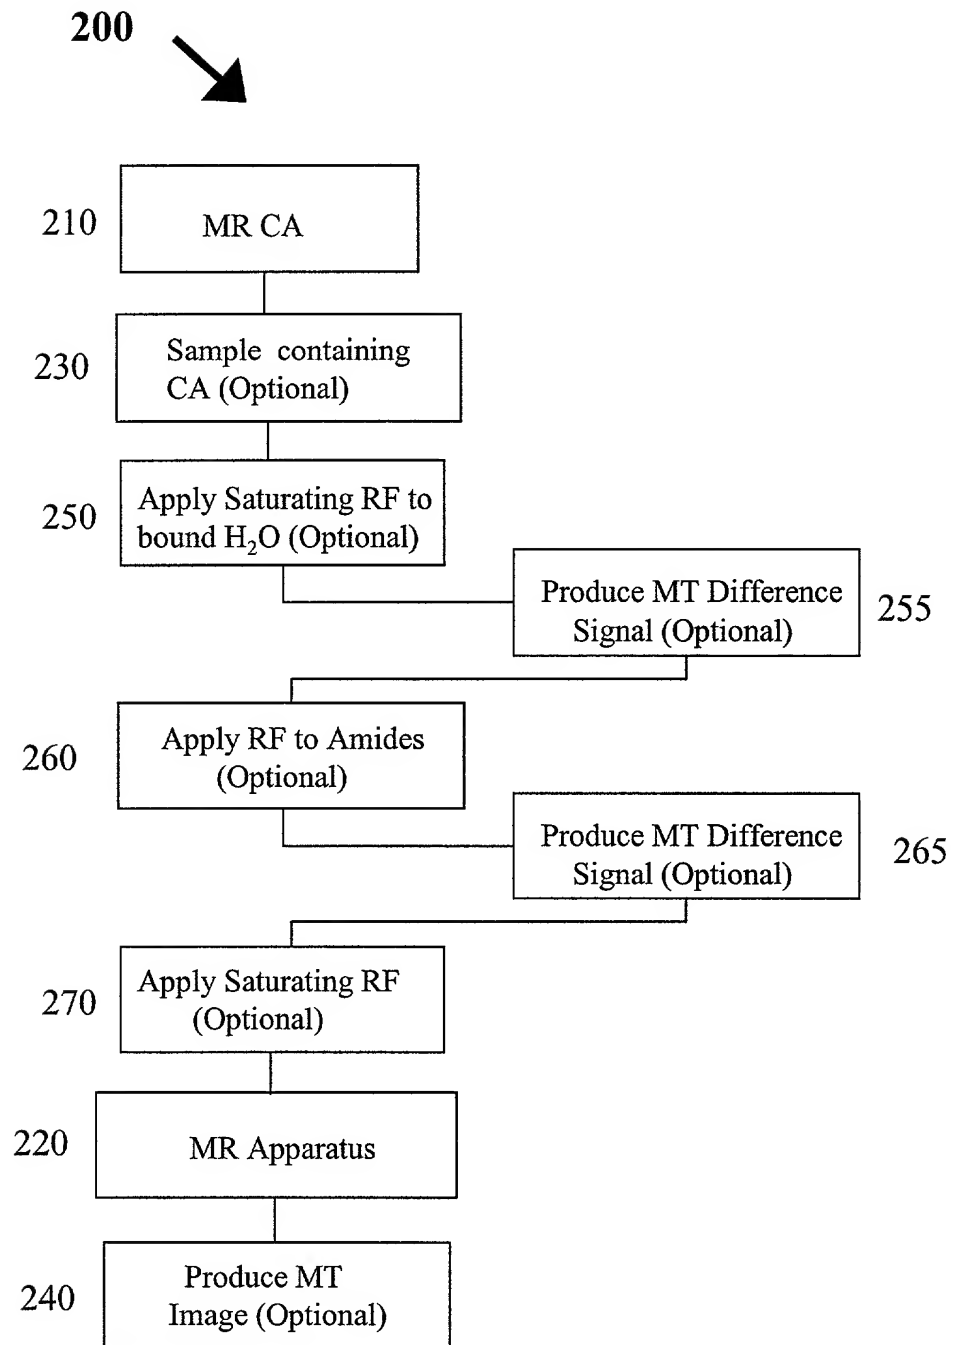 200
210
MR CA
230
Sample containing
CA (Optional)
250
Apply Saturating RF to
bound H₂O (Optional)
Produce MT Difference
Signal (Optional)
255
260
Apply RF to Amides
(Optional)
Produce MT Difference
Signal (Optional)
265
270
Apply Saturating RF
(Optional)
220
MR Apparatus
240
Produce MT
Image (Optional)